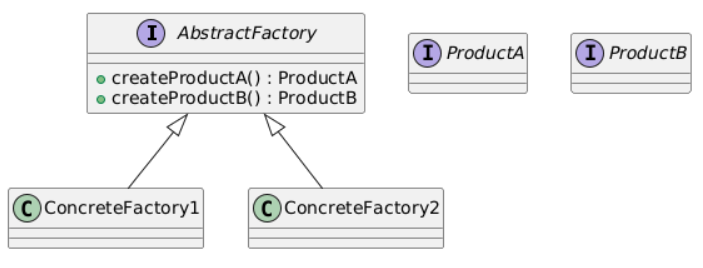 I AbstractFactory
createProductA() : ProductA
createProductB() : ProductB
I ProductA
I ProductB
C ConcreteFactory1
C ConcreteFactory2